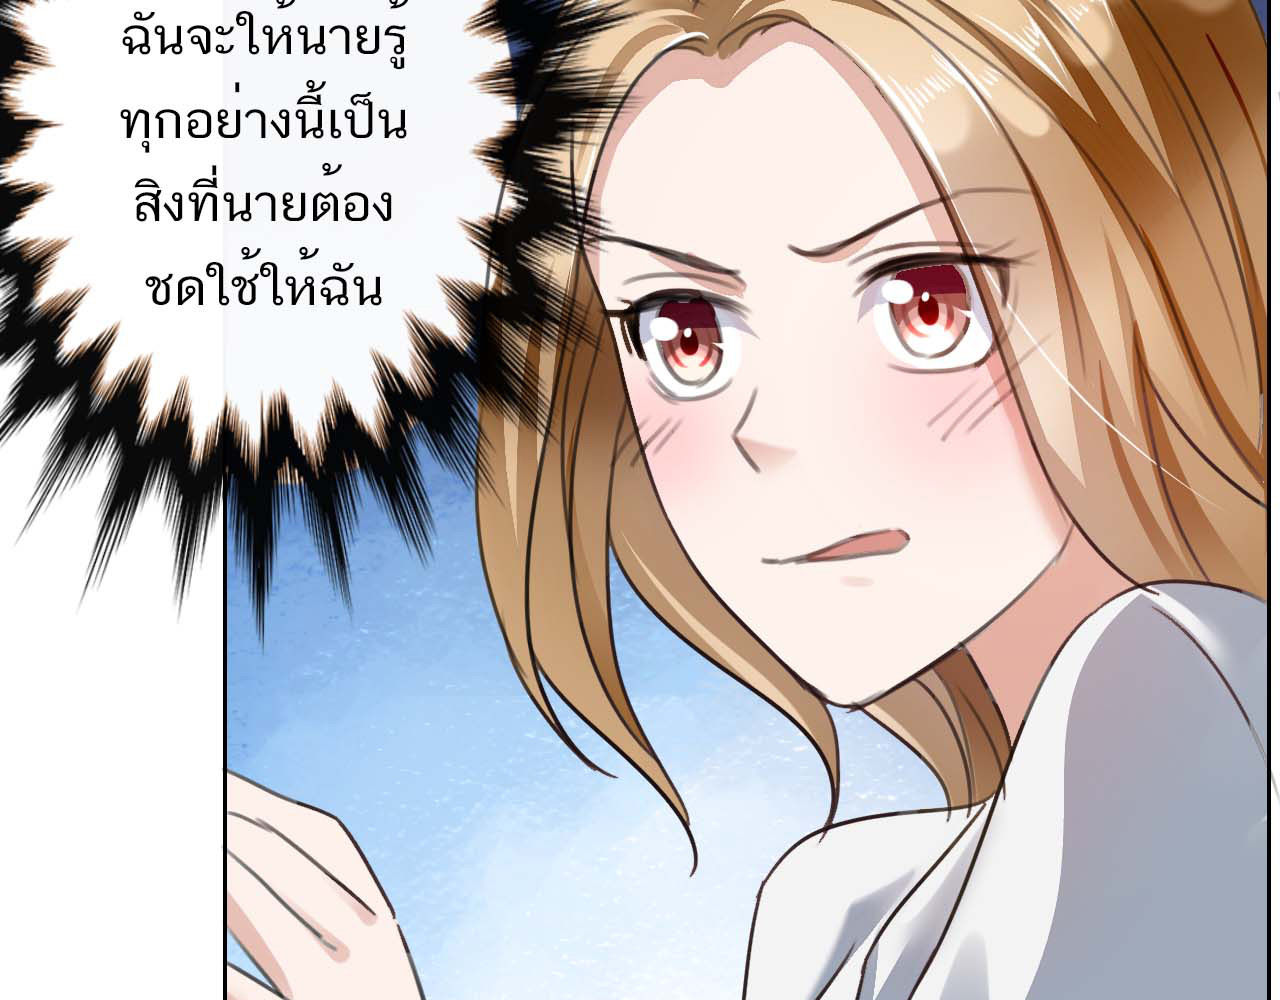 ฉันจะให้นายรู้
ทุกอย่างนี้เป็น
สิงที่นายต้อง
ชดใช้ให้ฉัน